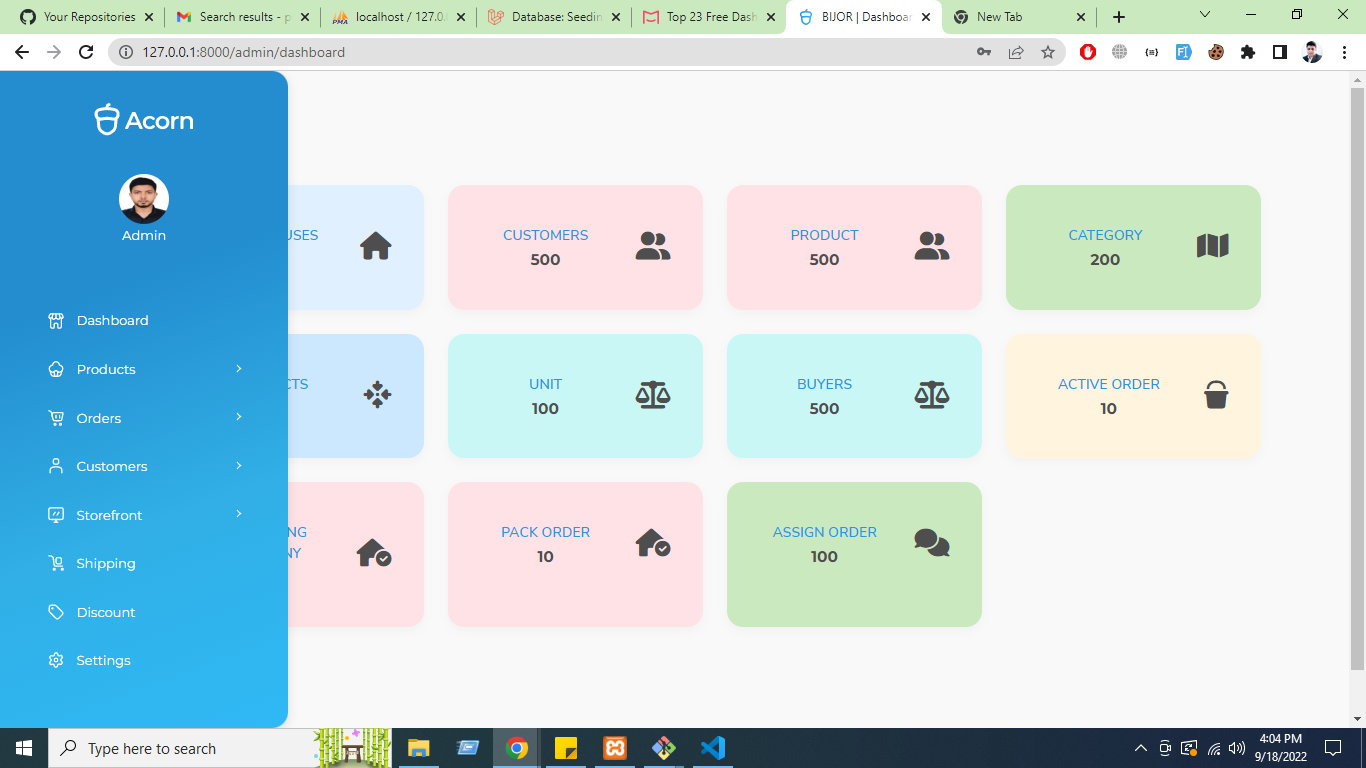 Your Repositories
Search results - p
localhost / 127.0.
Database: Seedin
Top 23 Free Dash
BIJOR | Dashboar
New Tab
127.0.0.1:8000/admin/dashboard
Acorn
Admin
Dashboard
Products
Orders
Customers
Storefront
Shipping
Discount
Settings
USES
CUSTOMERS
500
PRODUCT
500
CATEGORY
200
CTS
UNIT
100
BUYERS
500
ACTIVE ORDER
10
NG
NY
PACK ORDER
10
ASSIGN ORDER
100
Type here to search
4:04 PM
9/18/2022